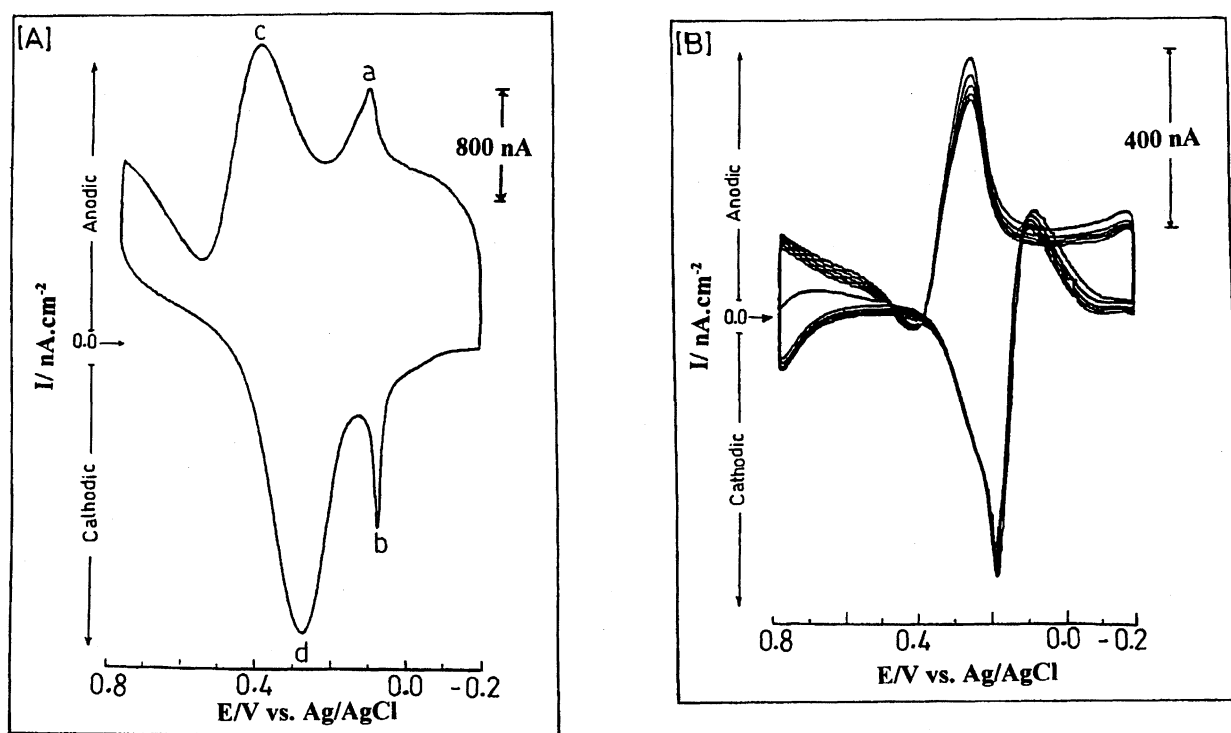 [A]
c
a
800 nA
Anodic
I/ nA.cm-2
0.0
Cathodic
b
d
0.8 0.4 0.0 -0.2
E/V vs. Ag/AgCl
[B]
400 nA
Anodic
I/ nA.cm-2
0.0
Cathodic
0.8 0.4 0.0 -0.2
E/V vs. Ag/AgCl